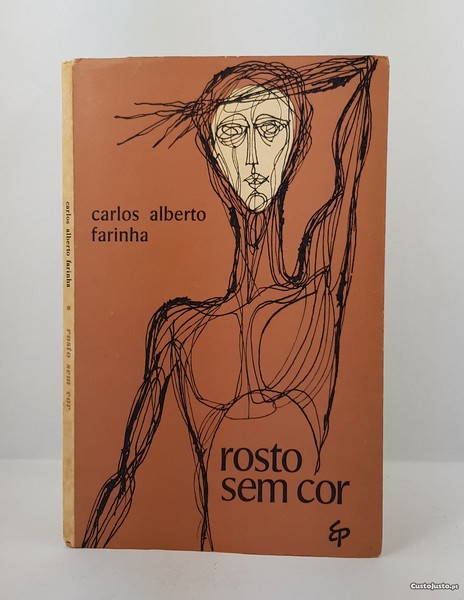 carlos alberto
farinha
rosto
sem cor
EP
carlos alberto farinha * rosto sem cor
CustoJusto.pt